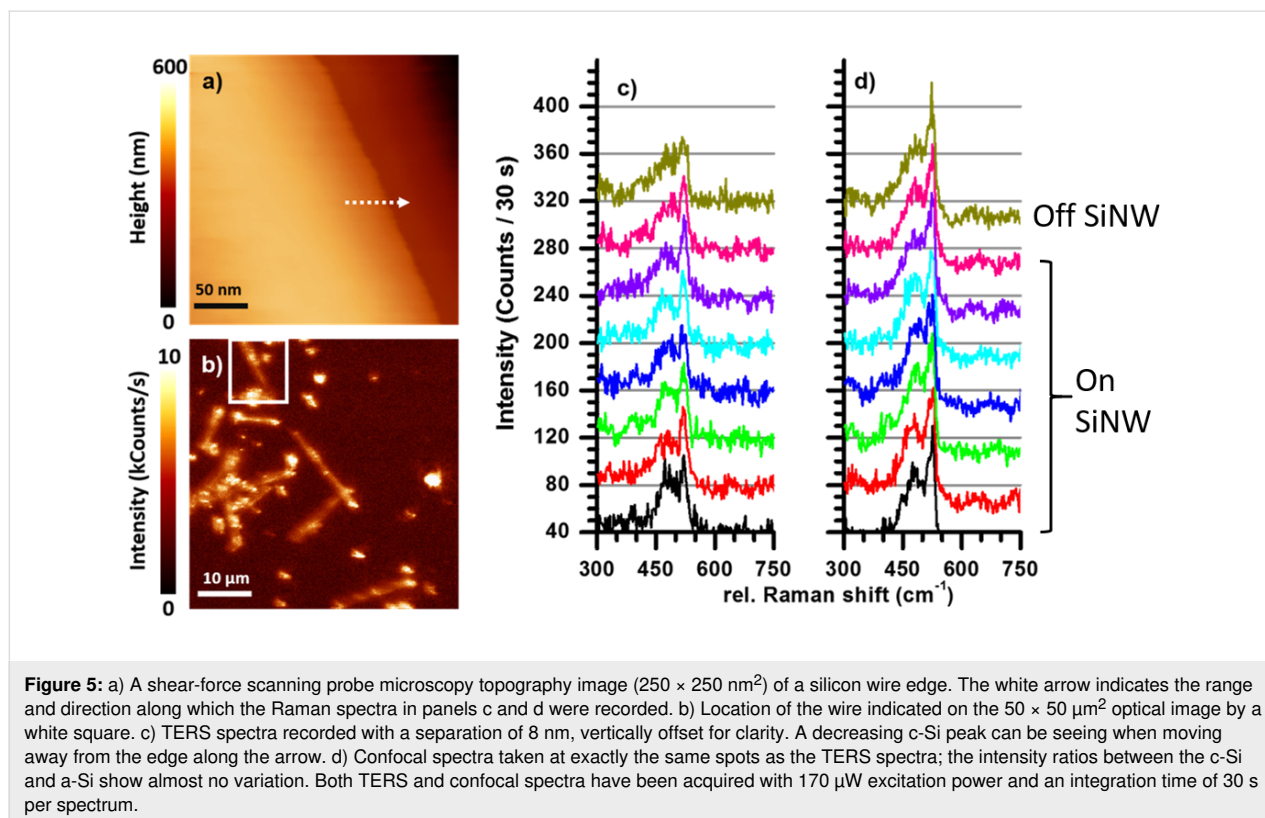 600
a)
Height (nm)
50 nm
0
10
b)
Intensity (kCounts/s)
10 µm
0
c)
d)
Intensity (Counts / 30 s)
400
360
320
280
240
200
160
120
80
40
300 450 600 750
300 450 600 750
rel. Raman shift (cm⁻¹)
Off SiNW
On
SiNW
Figure 5: a) A shear-force scanning probe microscopy topography image (250 × 250 nm²) of a silicon wire edge. The white arrow indicates the range
and direction along which the Raman spectra in panels c and d were recorded. b) Location of the wire indicated on the 50 × 50 µm² optical image by a
white square. c) TERS spectra recorded with a separation of 8 nm, vertically offset for clarity. A decreasing c-Si peak can be seeing when moving
away from the edge along the arrow. d) Confocal spectra taken at exactly the same spots as the TERS spectra; the intensity ratios between the c-Si
and a-Si show almost no variation. Both TERS and confocal spectra have been acquired with 170 µW excitation power and an integration time of 30 s
per spectrum.